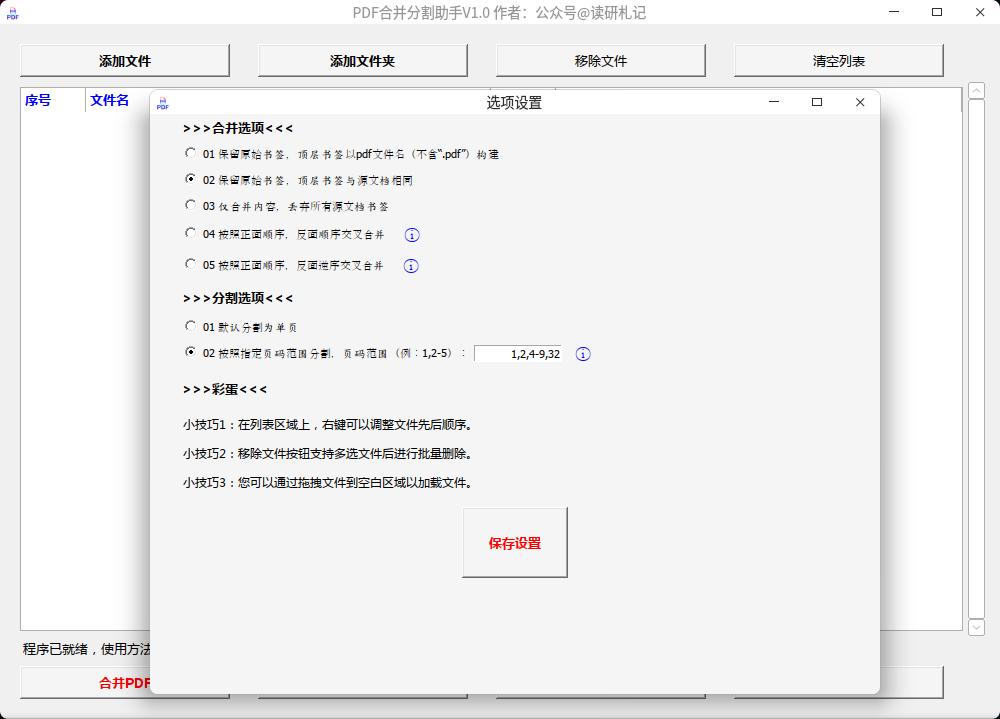 PDF合并分割助手V1.0 作者：公众号@读研札记
添加文件
添加文件夹
移除文件
清空列表
序号
文件名
选项设置
>>>合并选项<<<
01 保留原始书签，顶层书签以pdf文件名（不含“.pdf”）构建
02 保留原始书签，顶层书签与源文档相同
03 仅合并内容，丢弃所有源文档书签
04 按照正面顺序，反面顺序交叉合并
05 按照正面顺序，反面逆序交叉合并
>>>分割选项<<<
01 默认分割为单页
02 按照指定页码范围分割，页码范围（例：1,2-5）： 1,2,4-9,32
>>>彩蛋<<<
小技巧1：在列表区域上，右键可以调整文件先后顺序。
小技巧2：移除文件按钮支持多选文件后进行批量删除。
小技巧3：您可以通过拖拽文件到空白区域以加载文件。
保存设置
程序已就绪，使用方法
合并PDF